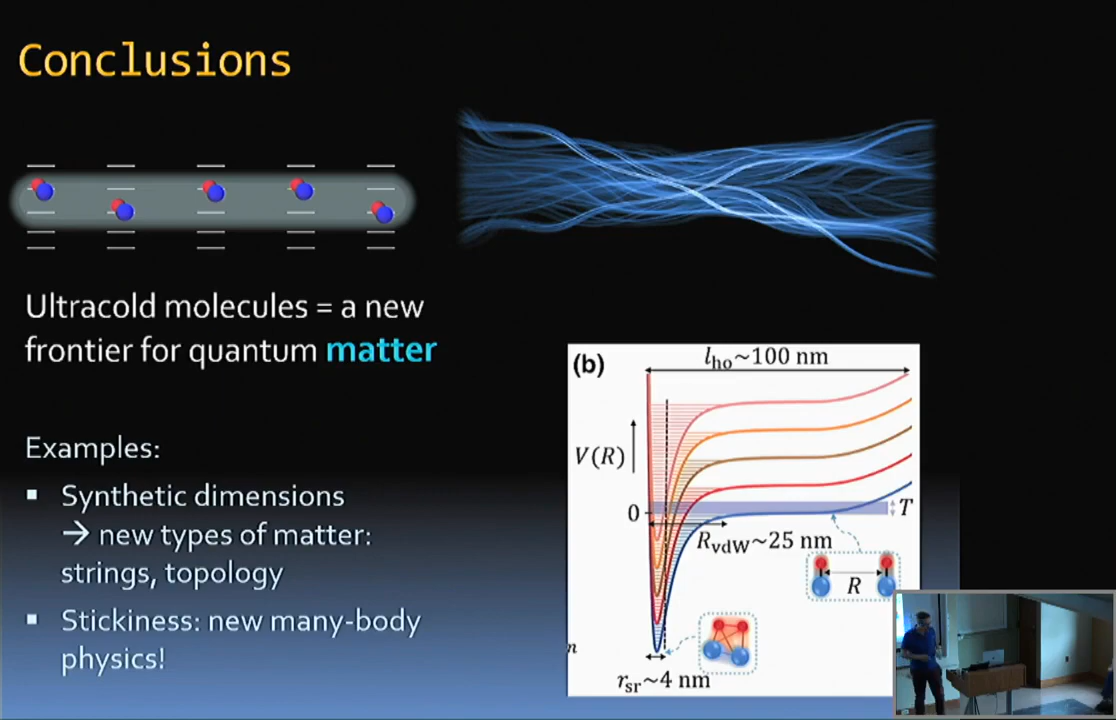 Conclusions
Ultracold molecules = a new
frontier for quantum matter
Examples:
▪ Synthetic dimensions
→ new types of matter:
strings, topology
▪ Stickiness: new many-body
physics!
(b)
l_ho~100 nm
V(R)
0
T
R_vdW~25 nm
R
n
r_sr~4 nm